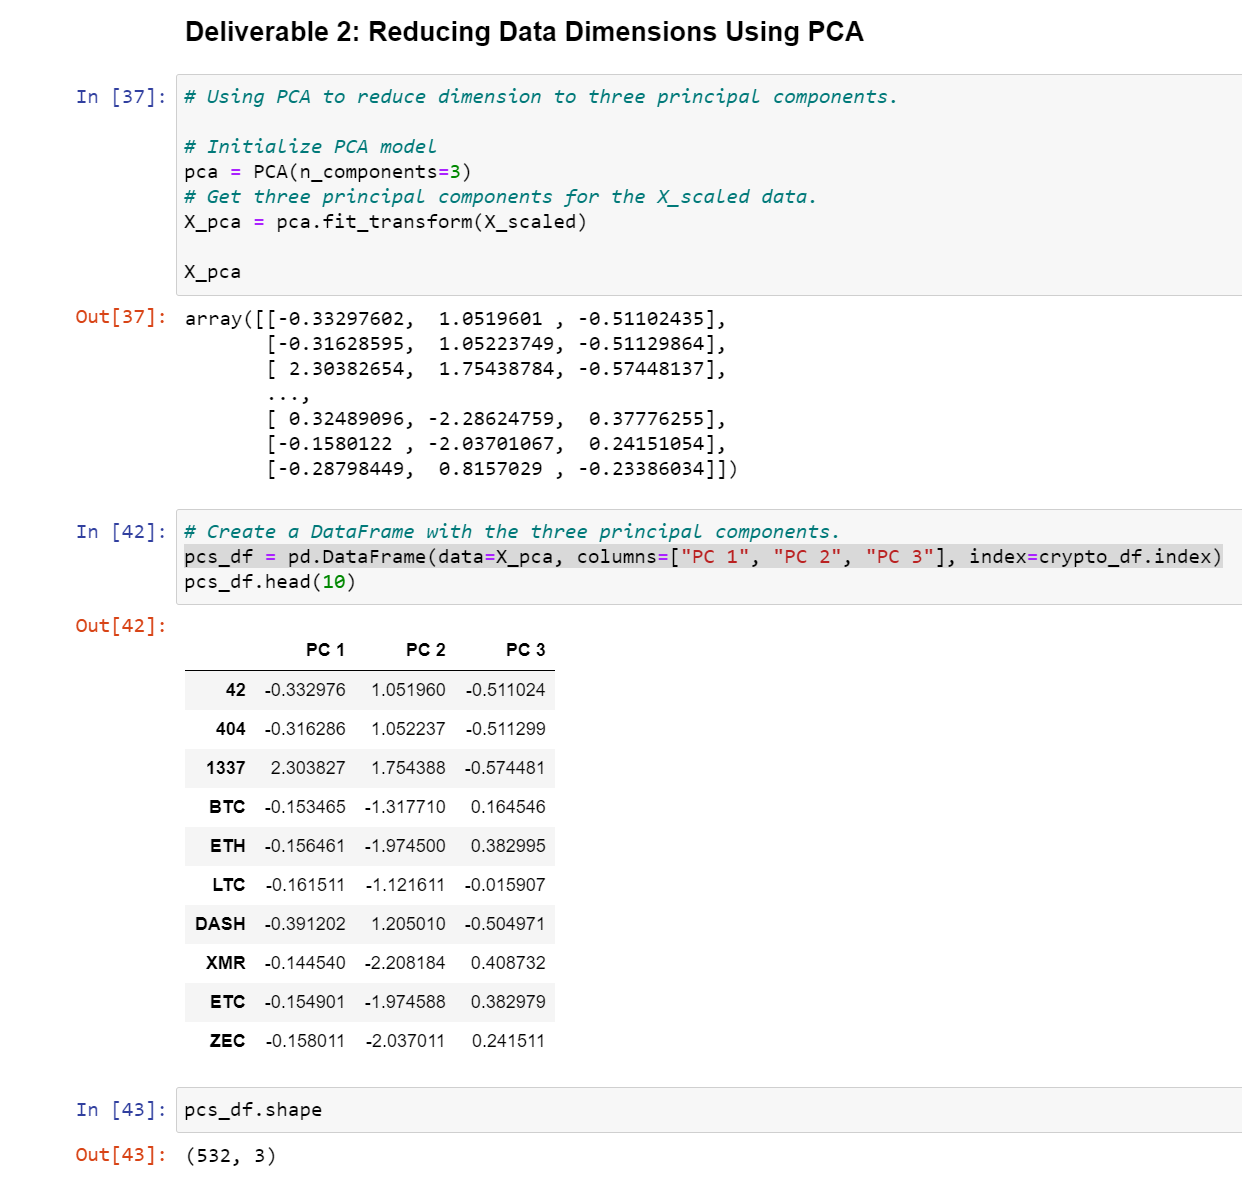 Deliverable 2: Reducing Data Dimensions Using PCA
In [37]: # Using PCA to reduce dimension to three principal components.
# Initialize PCA model
pca = PCA(n_components=3)
# Get three principal components for the X_scaled data.
X_pca = pca.fit_transform(X_scaled)
X_pca
Out[37]: array([[-0.33297602,  1.0519601 , -0.51102435],
[-0.31628595,  1.05223749, -0.51129864],
[ 2.30382654,  1.75438784, -0.57448137],
...,
[ 0.32489096, -2.28624759,  0.37776255],
[-0.1580122 , -2.03701067,  0.24151054],
[-0.28798449,  0.8157029 , -0.23386034]])
In [42]: # Create a DataFrame with the three principal components.
pcs_df = pd.DataFrame(data=X_pca, columns=["PC 1", "PC 2", "PC 3"], index=crypto_df.index)
pcs_df.head(10)
Out[42]:
PC 1 PC 2 PC 3
42 -0.332976 1.051960 -0.511024
404 -0.316286 1.052237 -0.511299
1337 2.303827 1.754388 -0.574481
BTC -0.153465 -1.317710 0.164546
ETH -0.156461 -1.974500 0.382995
LTC -0.161511 -1.121611 -0.015907
DASH -0.391202 1.205010 -0.504971
XMR -0.144540 -2.208184 0.408732
ETC -0.154901 -1.974588 0.382979
ZEC -0.158011 -2.037011 0.241511
In [43]: pcs_df.shape
Out[43]: (532, 3)